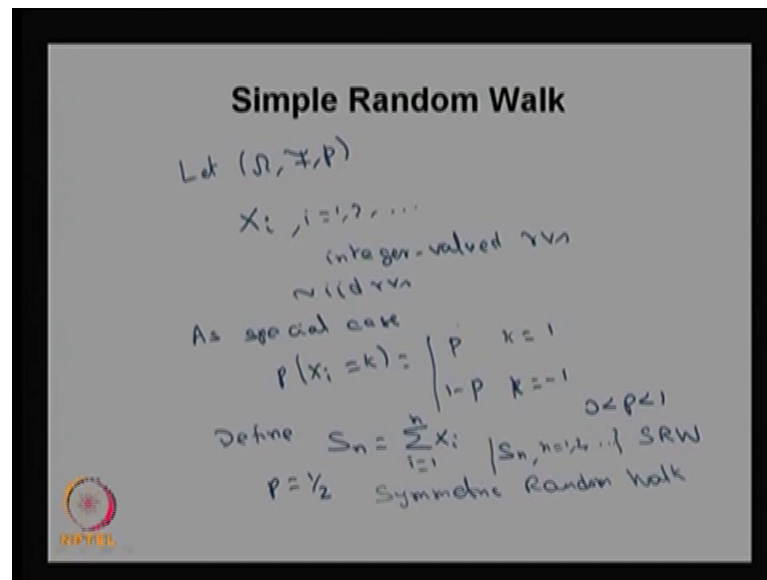 Simple Random Walk
Let (Ω, F, P)
Xi , i = 1, 2, ...
integer-valued rvs
~ iid rvs
As special case
P(Xi = k) = { p k = 1
1-p k = -1
0<p<1
Define Sn = ∑ i=1 n Xi {Sn, n=1,2, ...} SRW
P = 1/2 Symmetric Random Walk
NPTEL